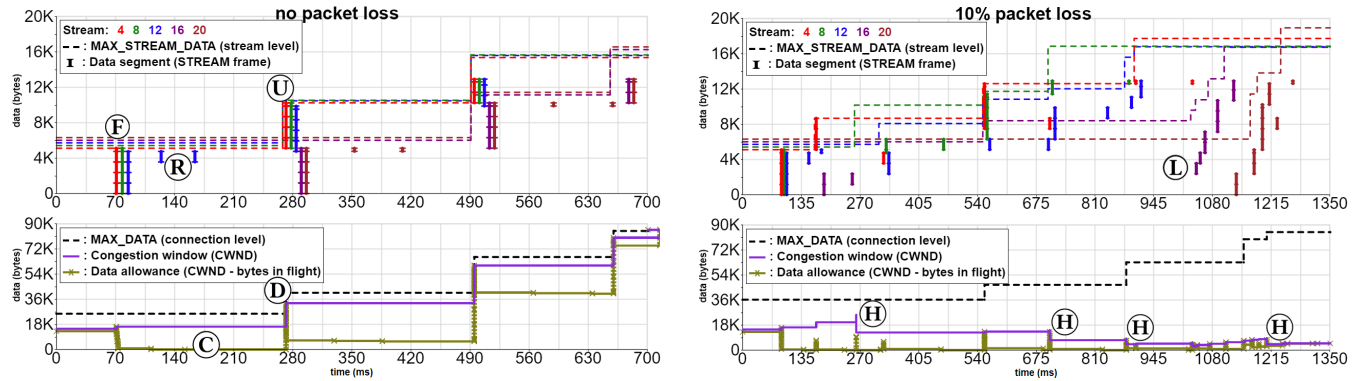 no packet loss
20K
16K
12K
8K
4K
0
data (bytes)
Stream: 4 8 12 16 20
: MAX_STREAM_DATA (stream level)
: Data segment (STREAM frame)
F
R
U
0 70 140 210 280 350 420 490 560 630 700
90K
72K
54K
36K
18K
0
data (bytes)
: MAX_DATA (connection level)
: Congestion window (CWND)
: Data allowance (CWND - bytes in flight)
D
C
0 70 140 210 280 350 420 490 560 630 700
time (ms)
10% packet loss
20K
16K
12K
8K
4K
0
data (bytes)
Stream: 4 8 12 16 20
: MAX_STREAM_DATA (stream level)
: Data segment (STREAM frame)
L
0 135 270 405 540 675 810 945 1080 1215 1350
90K
72K
54K
36K
18K
0
data (bytes)
: MAX_DATA (connection level)
: Congestion window (CWND)
: Data allowance (CWND - bytes in flight)
H H H H
0 135 270 405 540 675 810 945 1080 1215 1350
time (ms)